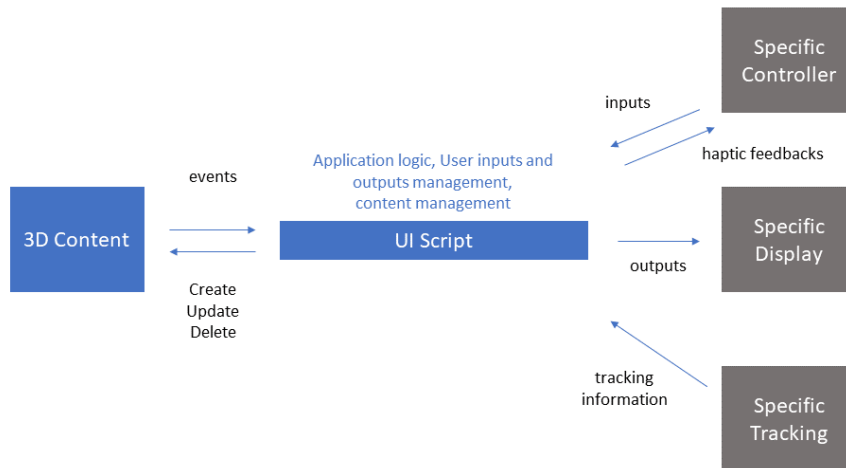 Specific
Controller
inputs
haptic feedbacks
Application logic, User inputs and
outputs management,
content management
events
3D Content
UI Script
Specific
Display
outputs
Create
Update
Delete
tracking
information
Specific
Tracking